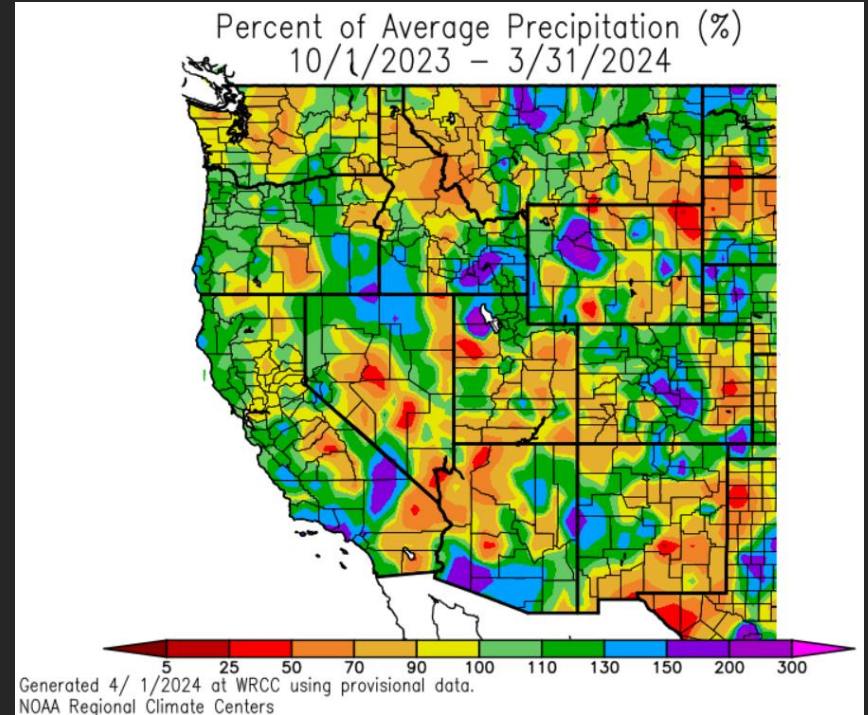 Percent of Average Precipitation (%)
10/1/2023 – 3/31/2024
5 25 50 70 90 100 110 130 150 200 300
Generated 4/ 1/2024 at WRCC using provisional data.
NOAA Regional Climate Centers